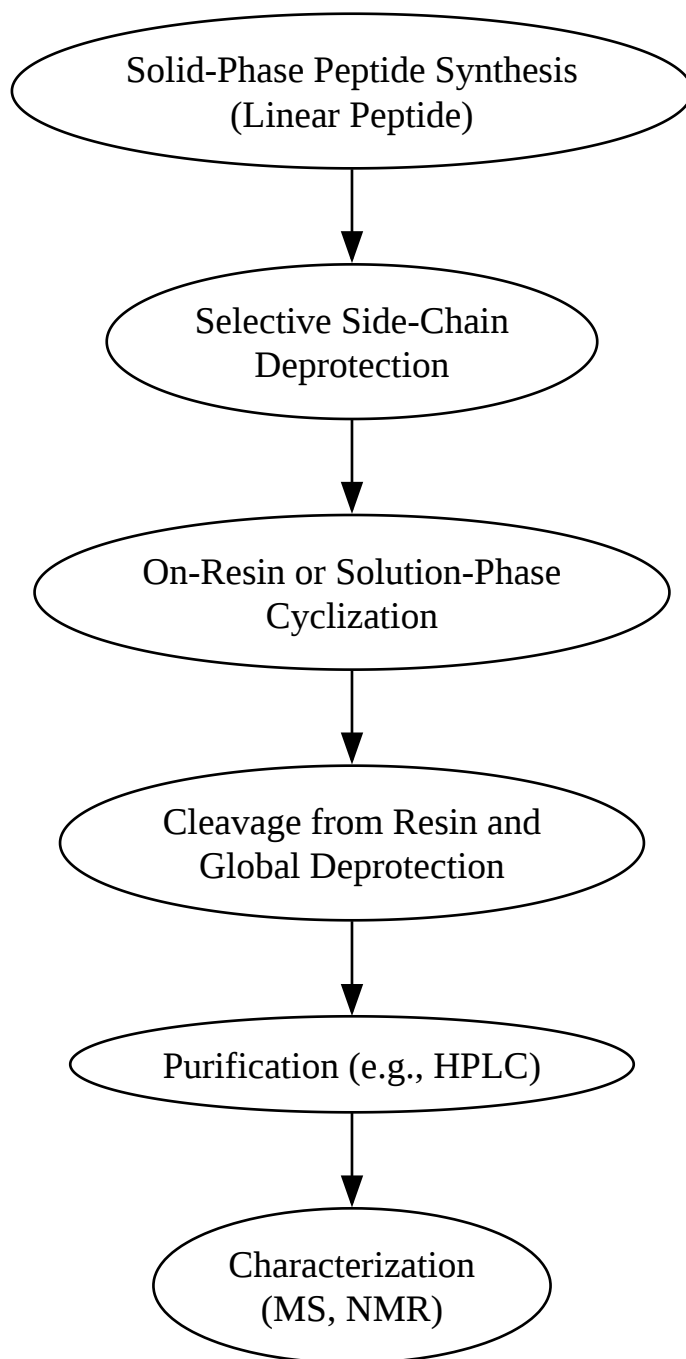 Solid-Phase Peptide Synthesis
(Linear Peptide)
Selective Side-Chain
Deprotection
On-Resin or Solution-Phase
Cyclization
Cleavage from Resin and
Global Deprotection
Purification (e.g., HPLC)
Characterization
(MS, NMR)